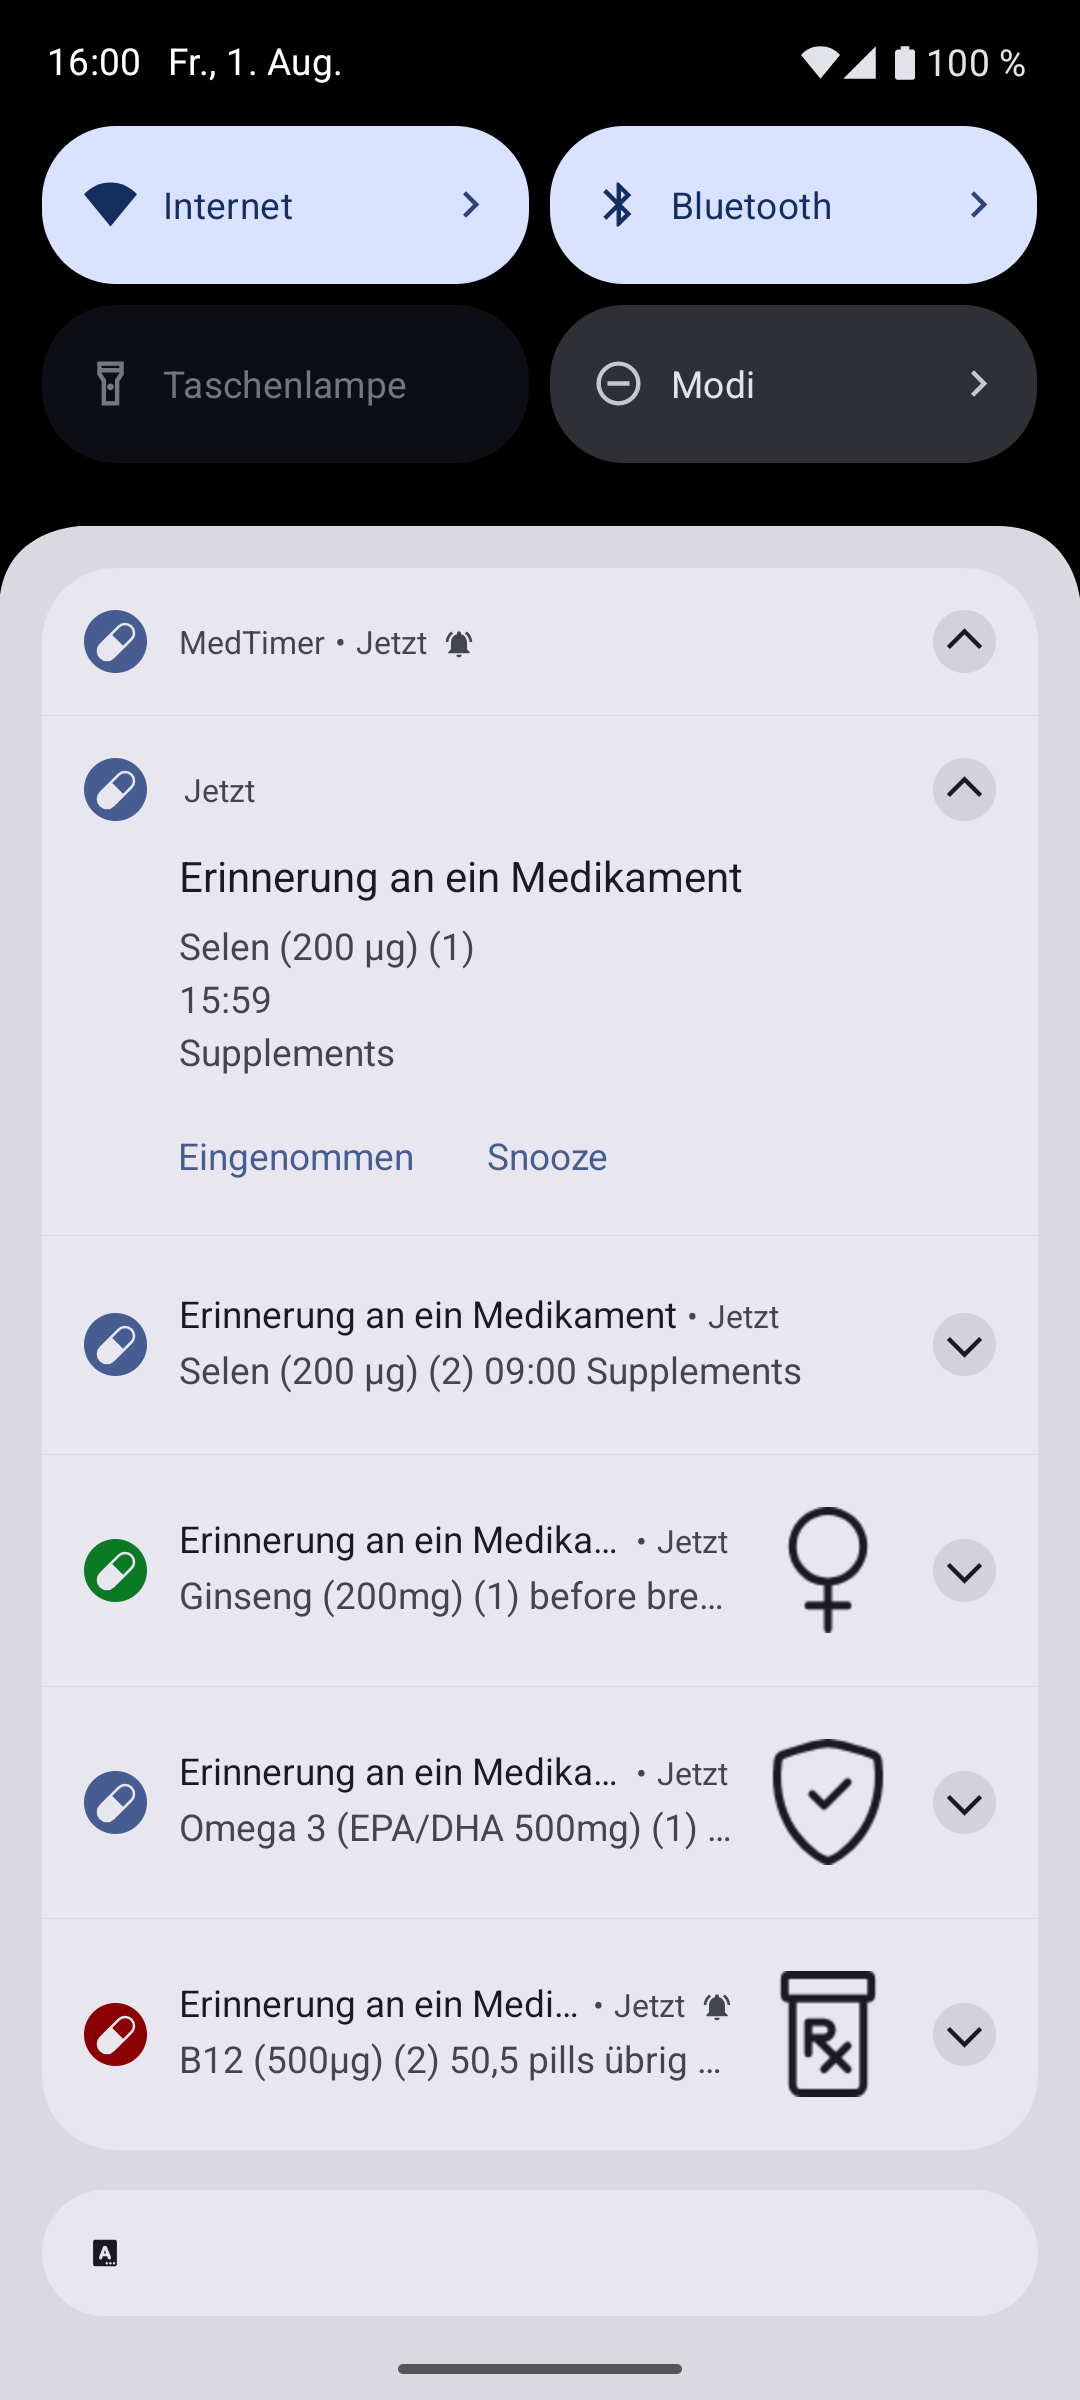 16:00 Fr., 1. Aug. 100 %
Internet
Bluetooth
Taschenlampe
Modi
MedTimer • Jetzt
Jetzt
Erinnerung an ein Medikament
Selen (200 µg) (1)
15:59
Supplements
Eingenommen Snooze
Erinnerung an ein Medikament • Jetzt
Selen (200 µg) (2) 09:00 Supplements
Erinnerung an ein Medika… • Jetzt
Ginseng (200mg) (1) before bre…
Erinnerung an ein Medika… • Jetzt
Omega 3 (EPA/DHA 500mg) (1) …
Erinnerung an ein Medi… • Jetzt
B12 (500µg) (2) 50,5 pills übrig …
Rx
A